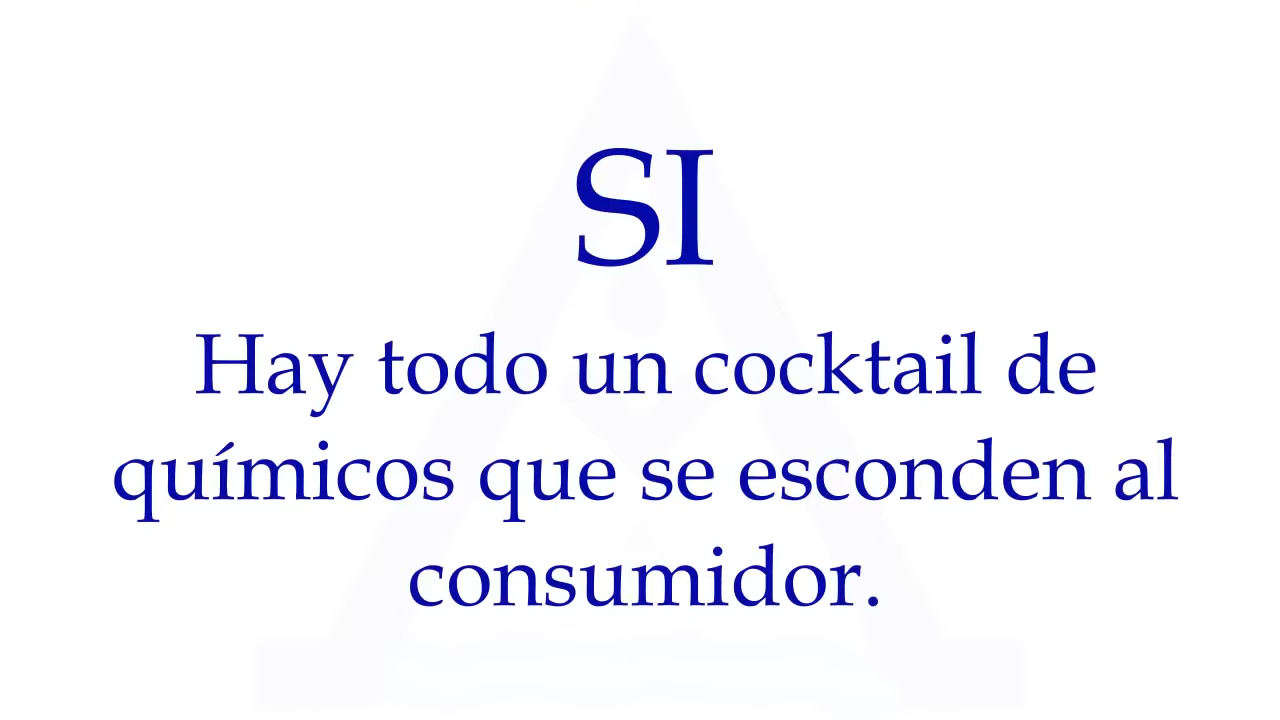 SI
Hay todo un cocktail de
químicos que se esconden al
consumidor.